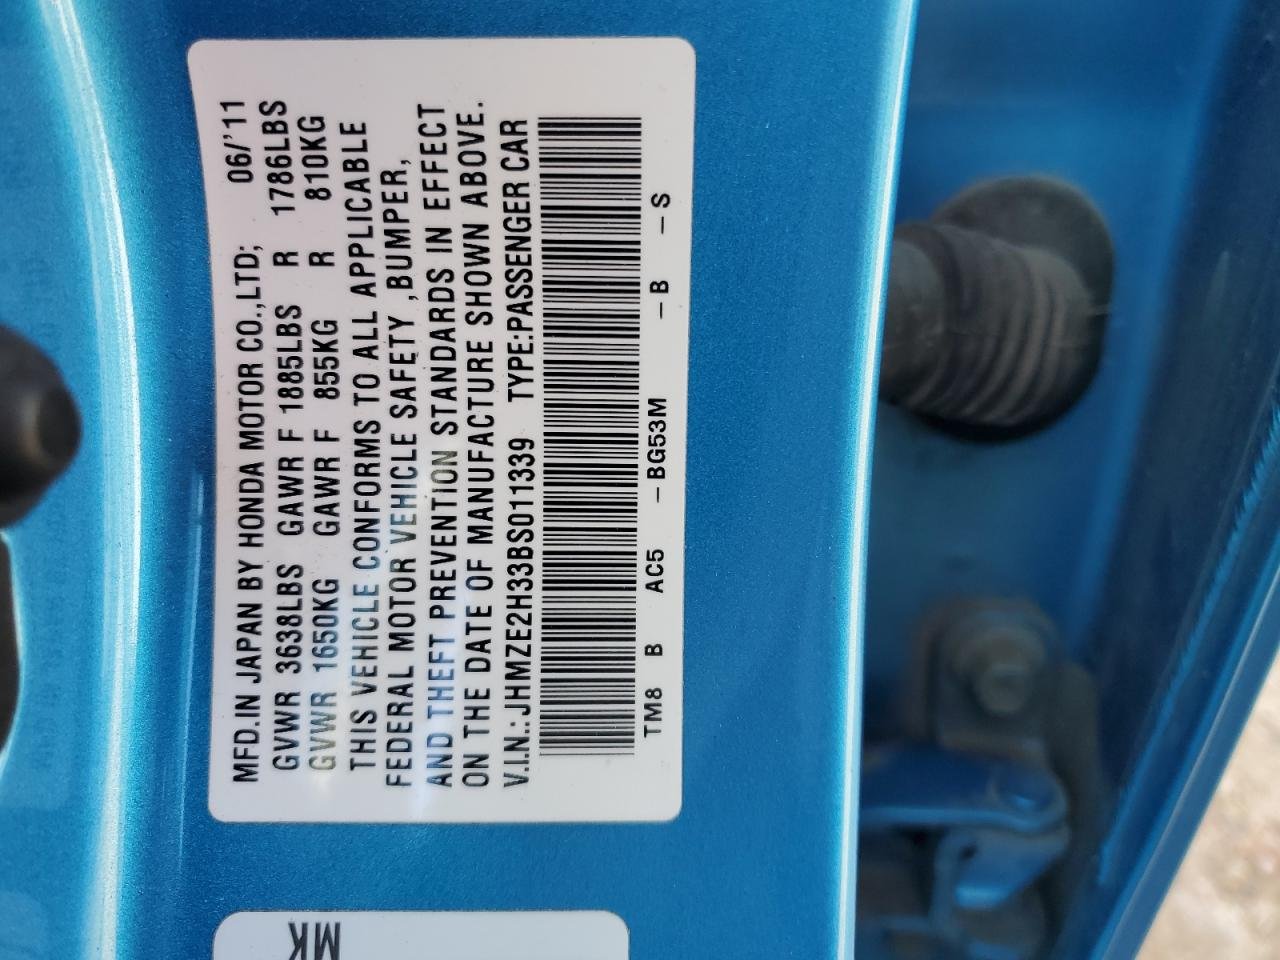 MFD.IN JAPAN BY HONDA MOTOR CO.,LTD; 06/'11
GVWR 3638LBS GAWR F 1885LBS R 1786LBS
GVWR 1650KG GAWR F 855KG R 810KG
THIS VEHICLE CONFORMS TO ALL APPLICABLE
FEDERAL MOTOR VEHICLE SAFETY ,BUMPER,
AND THEFT PREVENTION STANDARDS IN EFFECT
ON THE DATE OF MANUFACTURE SHOWN ABOVE.
V.I.N.: JHMZE2H33BS011339 TYPE:PASSENGER CAR
TM8 B AC5 -BG53M -B -S
MK